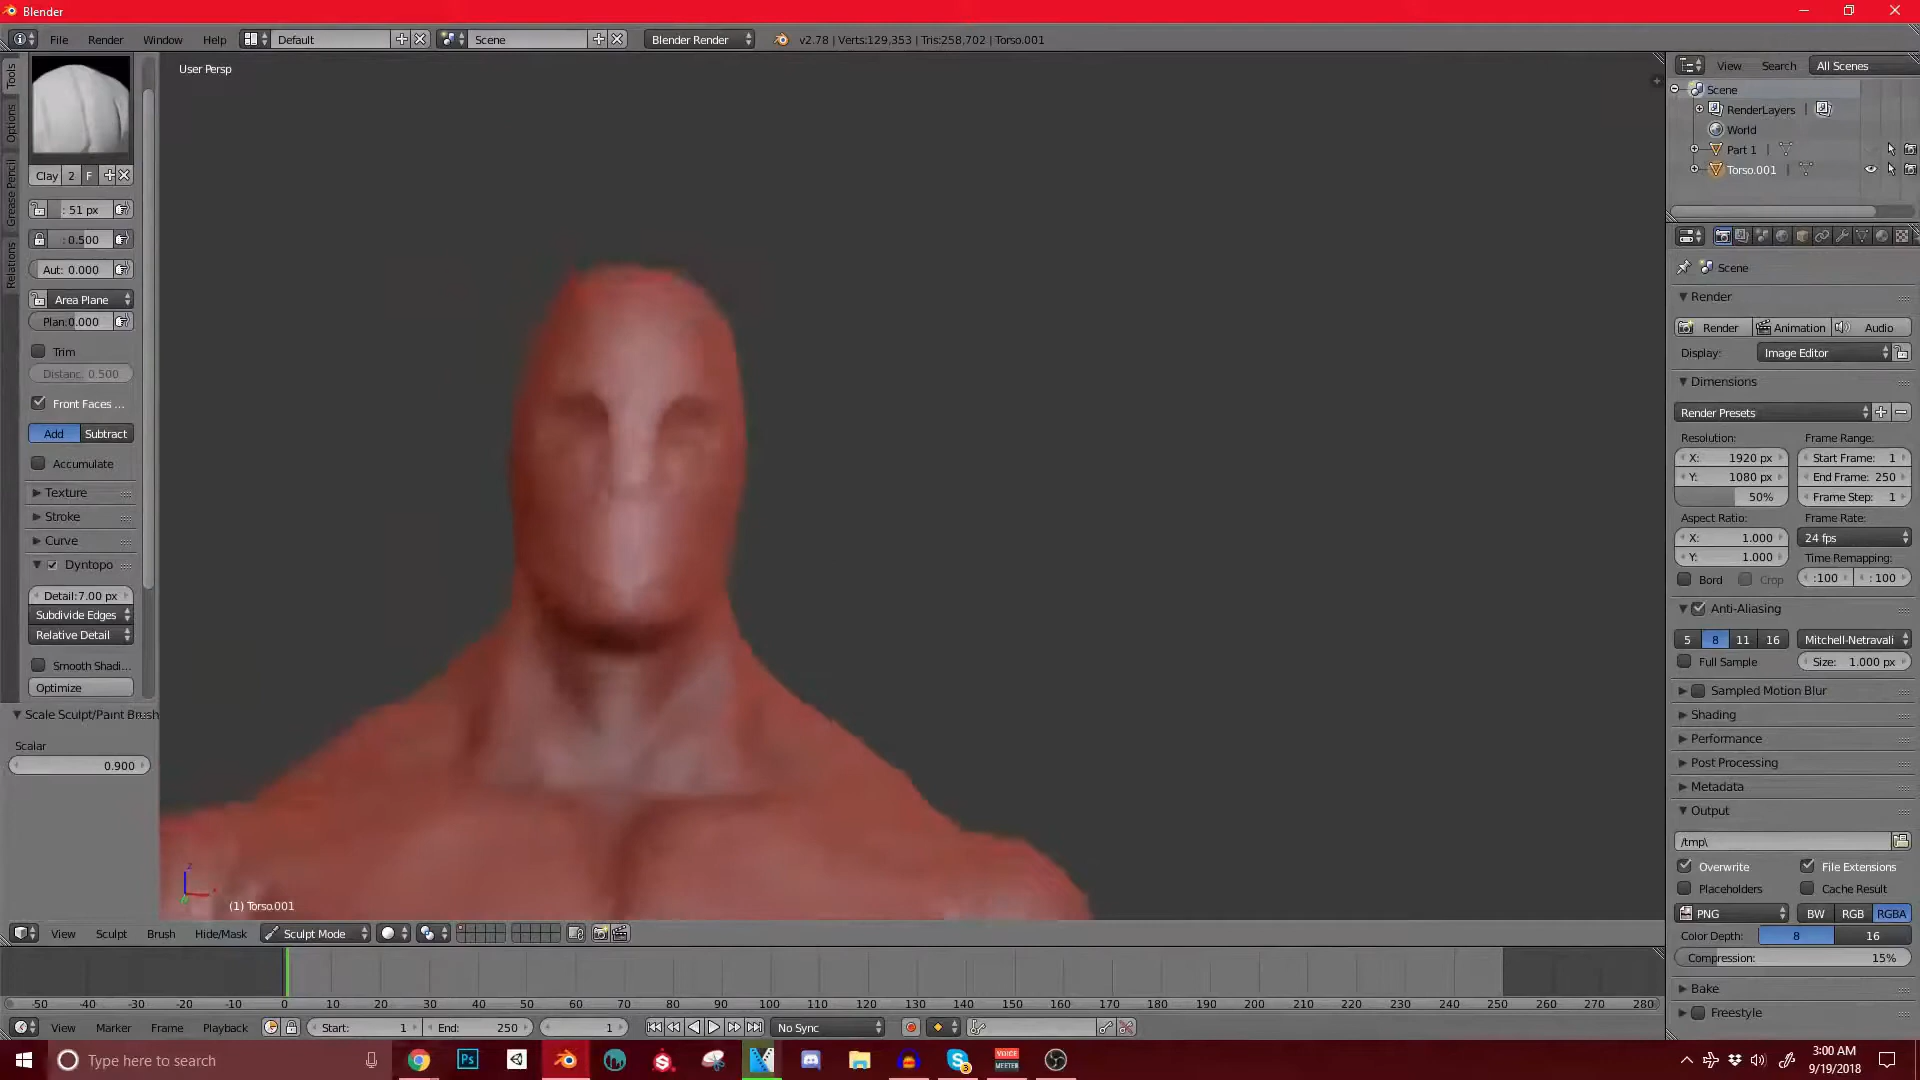 Blender
File Render Window Help Default Scene Blender Render v2.78 | Verts:129,353 | Tris:258,702 | Torso.001
User Persp
View Search All Scenes
Scene
RenderLayers
World
Part 1
Torso.001
Tools
Options
Grease Pencil
Relations
Clay 2 F
: 51 px
: 0.500
Aut: 0.000
Area Plane
Plan:0.000
Trim
Distanc: 0.500
Front Faces ...
Add Subtract
Accumulate
Texture
Stroke
Curve
Dyntopo
Detail:7.00 px
Subdivide Edges
Relative Detail
Smooth Shadi...
Optimize
Scale Sculpt/Paint Brush
Scalar
0.900
Scene
Render
Render Animation Audio
Display: Image Editor
Dimensions
Render Presets
Resolution: Frame Range:
X: 1920 px Start Frame: 1
Y: 1080 px End Frame: 250
50% Frame Step: 1
Aspect Ratio: Frame Rate:
X: 1.000 24 fps
Y: 1.000 Time Remapping:
Bord Crop :100 : 100
Anti-Aliasing
5 8 11 16 Mitchell-Netravali
Full Sample Size: 1.000 px
Sampled Motion Blur
Shading
Performance
Post Processing
Metadata
Output
/tmp\
Overwrite File Extensions
Placeholders Cache Result
PNG BW RGB RGBA
Color Depth: 8 16
Compression: 15%
Bake
Freestyle
z
(1) Torso.001
View Sculpt Brush Hide/Mask Sculpt Mode
-50 -40 -30 -20 -10 0 10 20 30 40 50 60 70 80 90 100 110 120 130 140 150 160 170 180 190 200 210 220 230 240 250 260 270 280
View Marker Frame Playback Start: 1 End: 250 1 No Sync
Type here to search
Ps
VOICE
MEETER
3:00 AM
9/19/2018